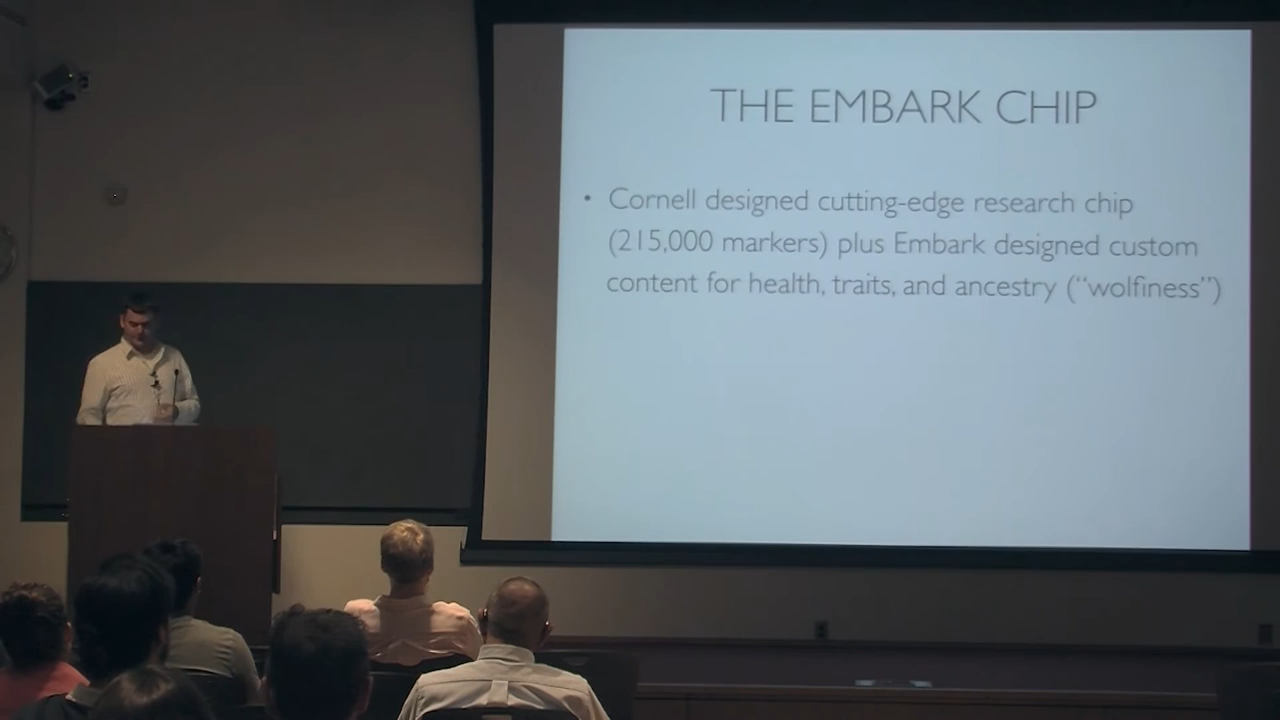 THE EMBARK CHIP
• Cornell designed cutting-edge research chip
(215,000 markers) plus Embark designed custom
content for health, traits, and ancestry (“wolfiness”)